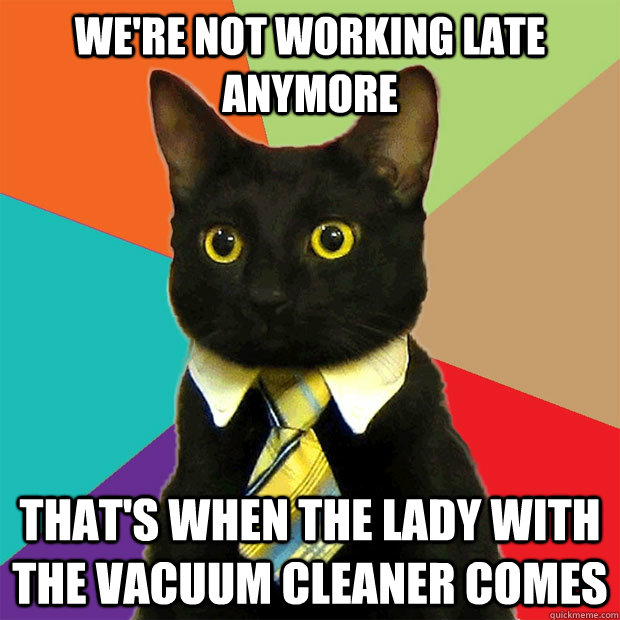 WE'RE NOT WORKING LATE
ANYMORE
THAT'S WHEN THE LADY WITH
THE VACUUM CLEANER COMES
quickmeme.com